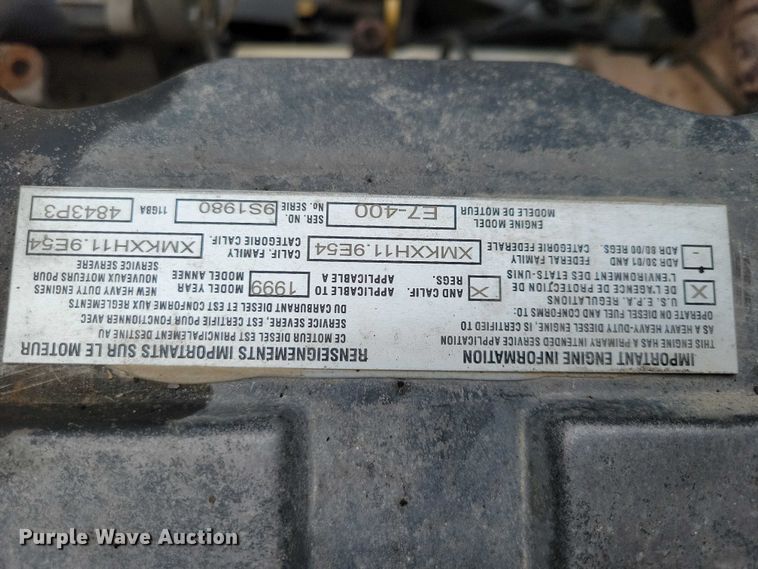 IMPORTANT ENGINE INFORMATION
THIS ENGINE HAS A PRIMARY INTENDED SERVICE APPLICATION
AS A HEAVY-DUTY DIESEL ENGINE, IS CERTIFIED TO
OPERATE ON DIESEL FUEL AND CONFORMS TO:
RENSEIGNEMENTS IMPORTANTS SUR LE MOTEUR
CE MOTEUR DIESEL EST PRINCIPALEMENT DESTINE AU
SERVICE SEVERE, EST CERTIFIE POUR FONCTIONNER AVEC
DU CARBURANT DIESEL ET EST CONFORME AUX REGLEMENTS
X U.S.E.P.A. REGULATIONS
DE L'AGENCE DE PROTECTION DE
L'ENVIRONMENT DES ETATS-UNIS
X AND CALIF.
REGS.
APPLICABLE TO
APPLICABLE A
1999 MODEL YEAR
MODEL ANNEE
NEW HEAVY DUTY ENGINES
NOUVEAUX MOTEURS POUR
SERVICE SERVERE
- ADR 30/01 AND
ADR 80/00 REGS.
FEDERAL FAMILY
CATEGORIE FEDERALE
XMKXH11.9E54
CALIF. FAMILY
CATEGORIE CALIF.
XMKXH11.9E54
ENGINE MODEL
MODELE DE MOTEUR
E7-400
SER. NO.
No. SERIE
9S1980
11GBA
4843P3
Purple Wave Auction